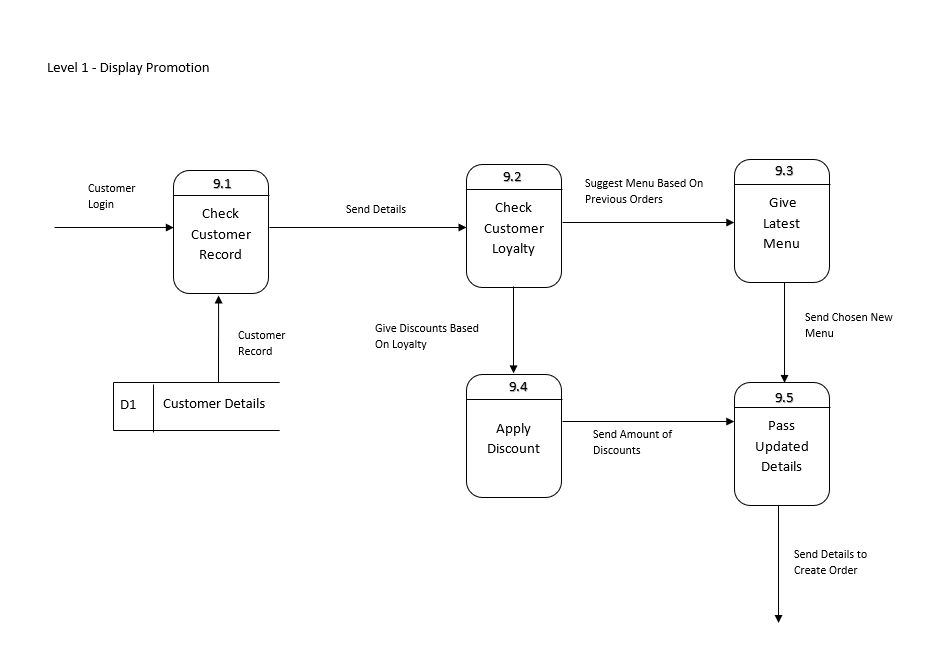 Level 1 - Display Promotion
Customer
Login
9.1
Check
Customer
Record
Send Details
9.2
Check
Customer
Loyalty
Suggest Menu Based On
Previous Orders
9.3
Give
Latest
Menu
Customer
Record
D1
Customer Details
Give Discounts Based
On Loyalty
Send Chosen New
Menu
9.4
Apply
Discount
Send Amount of
Discounts
9.5
Pass
Updated
Details
Send Details to
Create Order